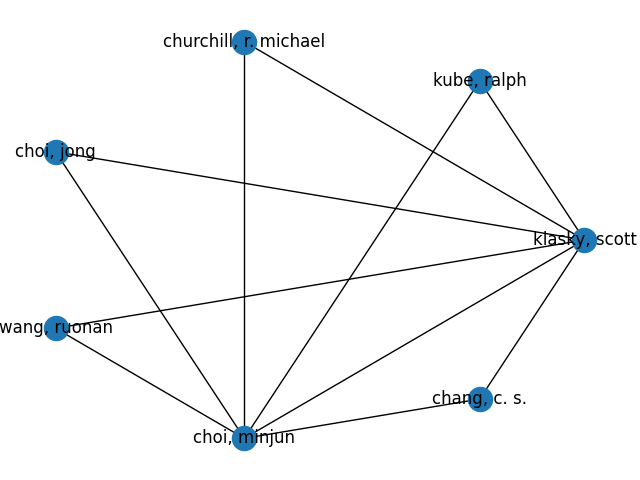 churchill, r. michael
kube, ralph
choi, jong
klasky, scott
wang, ruonan
chang, c. s.
choi, minjun